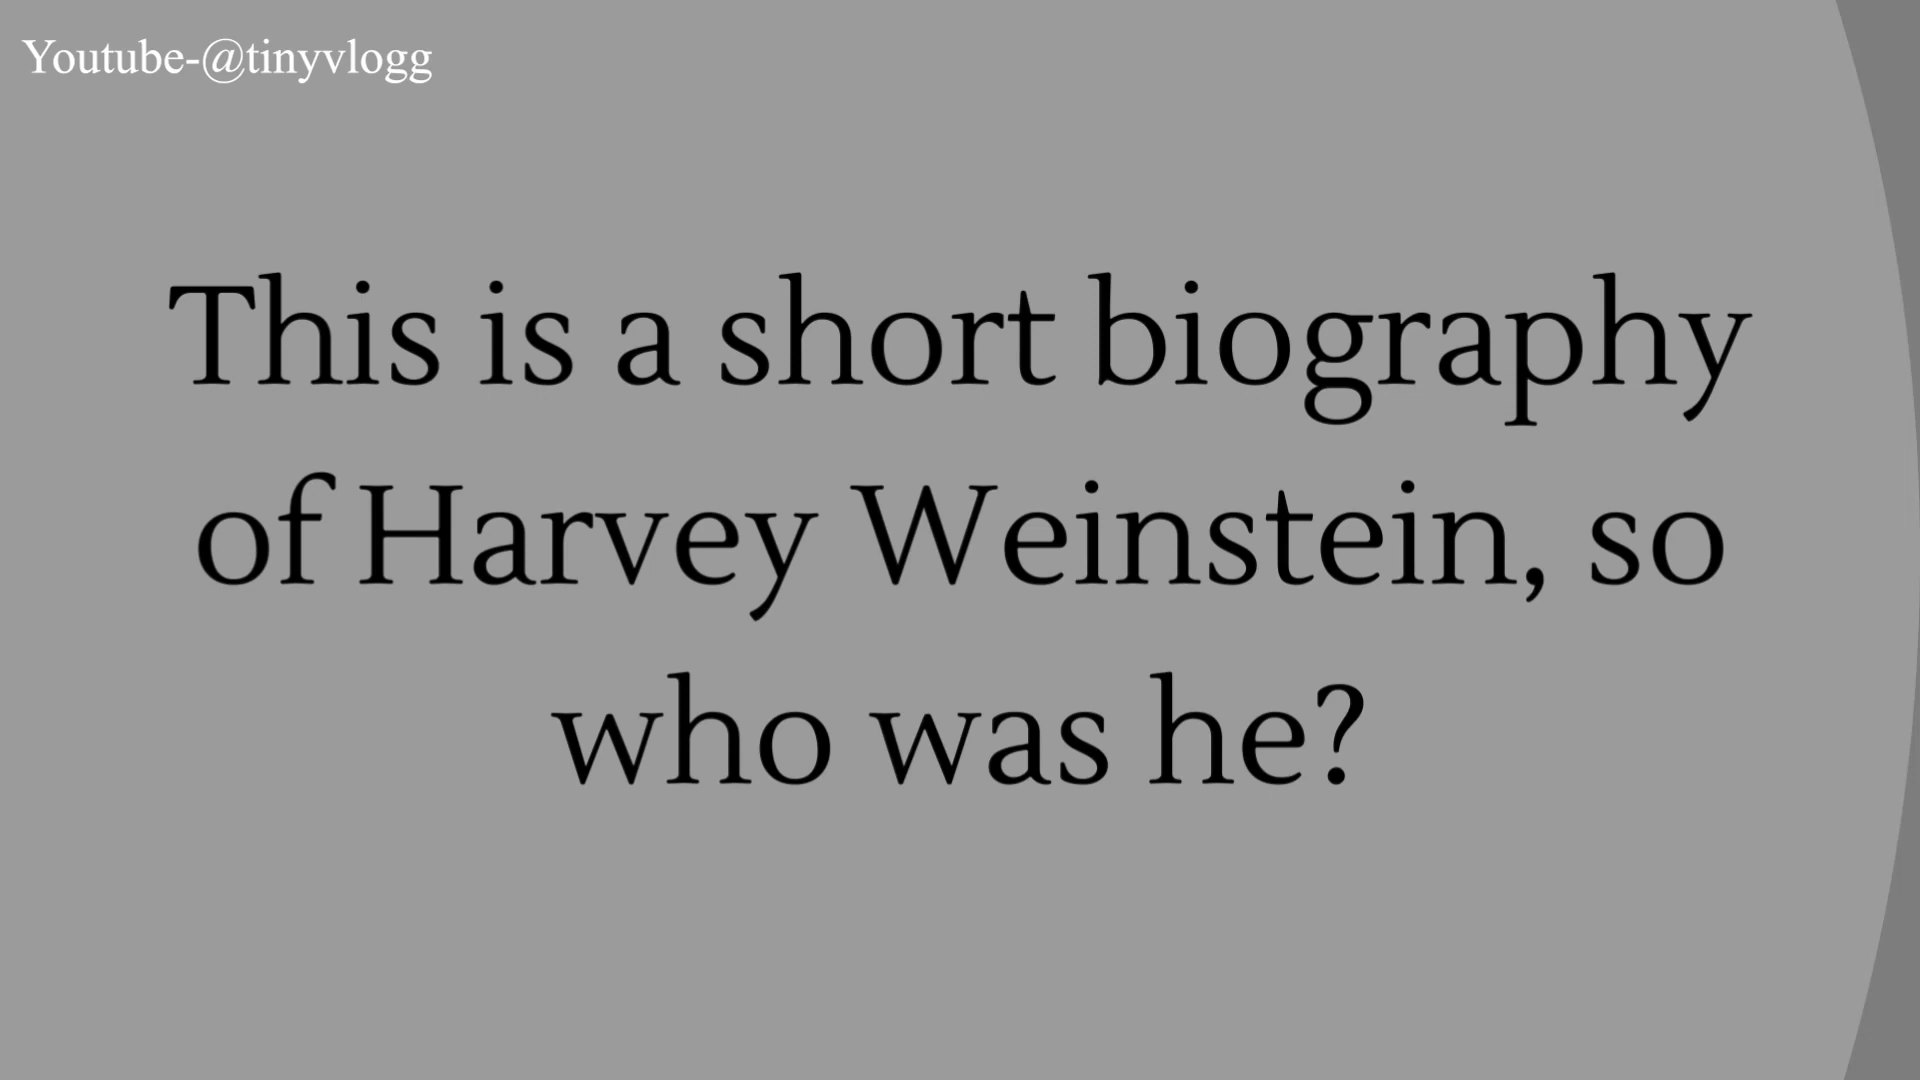 Youtube-@tinyvlogg
This is a short biography
of Harvey Weinstein, so
who was he?